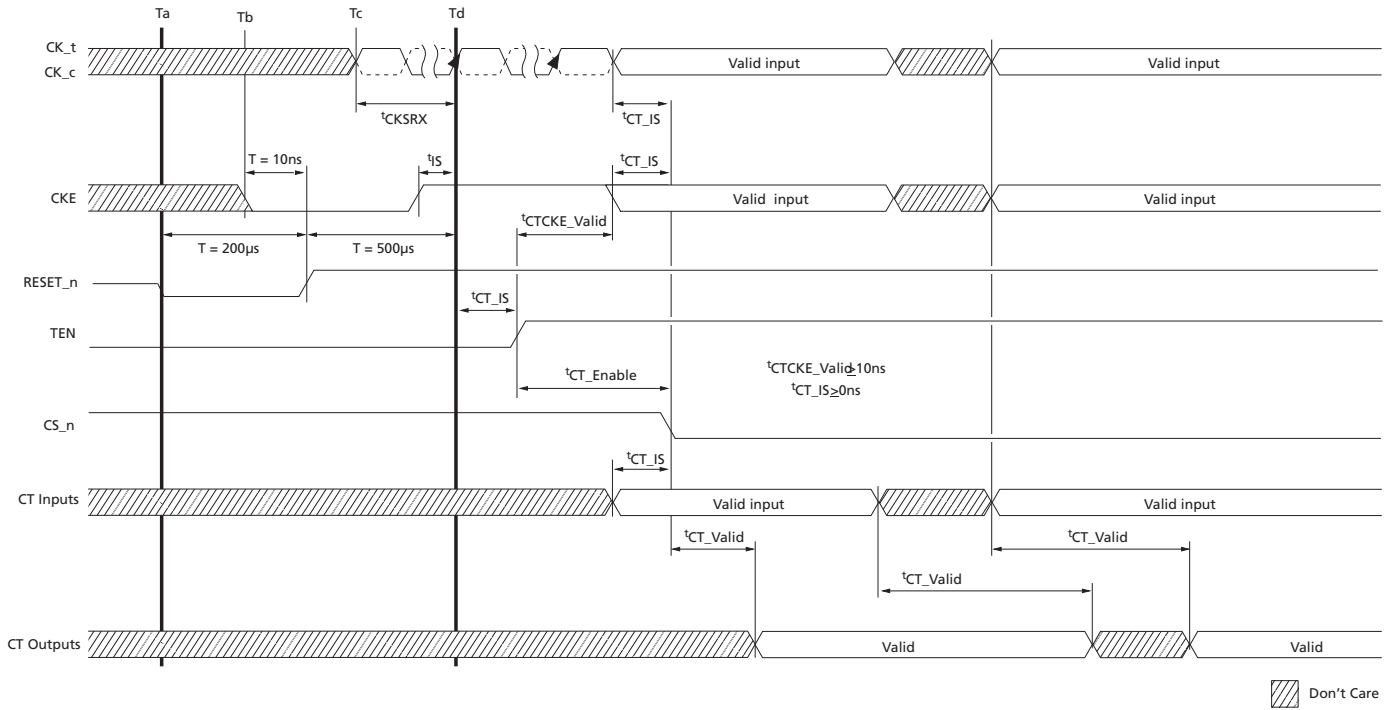 Ta
Tb
Tc
Td
CK_t
CK_c
Valid input
Valid input
tCKSRX
tCT_IS
T = 10ns
tIS
tCT_IS
CKE
Valid input
Valid input
tCTCKE_Valid
T = 200µs
T = 500µs
RESET_n
tCT_IS
TEN
tCT_Enable
tCTCKE_Valid≥10ns
tCT_IS≥0ns
CS_n
tCT_IS
CT Inputs
Valid input
Valid input
tCT_Valid
tCT_Valid
tCT_Valid
CT Outputs
Valid
Valid
Don't Care